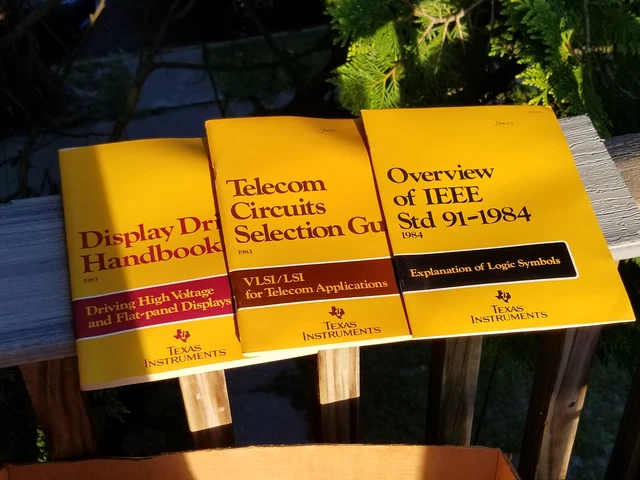 Display Dri
Handbook
1983
Driving High Voltage
and Flat-panel Displays
TEXAS
INSTRUMENTS
Telecom
Circuits
Selection Gu
1983
VLSI/LSI
for Telecom Applications
TEXAS
INSTRUMENTS
Overview
of IEEE
Std 91-1984
1984
Explanation of Logic Symbols
TEXAS
INSTRUMENTS